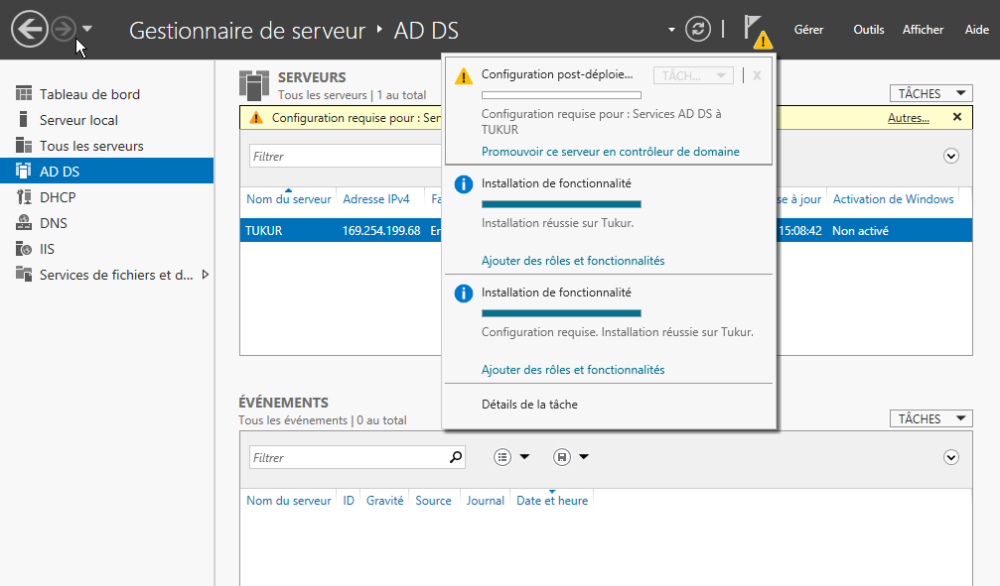 Gestionnaire de serveur ‣ AD DS
Gérer Outils Afficher Aide
Tableau de bord
Serveur local
Tous les serveurs
AD DS
DHCP
DNS
IIS
Services de fichiers et d...
SERVEURS
Tous les serveurs | 1 au total
TÂCHES
Configuration requise pour : Ser
Autres...
Filtrer
Nom du serveur Adresse IPv4 Fa
se à jour Activation de Windows
TUKUR 169.254.199.68 En
15:08:42 Non activé
Configuration post-déploie... TÂCH... X
Configuration requise pour : Services AD DS à
TUKUR
Promouvoir ce serveur en contrôleur de domaine
Installation de fonctionnalité
Installation réussie sur Tukur.
Ajouter des rôles et fonctionnalités
Installation de fonctionnalité
Configuration requise. Installation réussie sur Tukur.
Ajouter des rôles et fonctionnalités
Détails de la tâche
ÉVÉNEMENTS
Tous les événements | 0 au total
TÂCHES
Filtrer
Nom du serveur ID Gravité Source Journal Date et heure